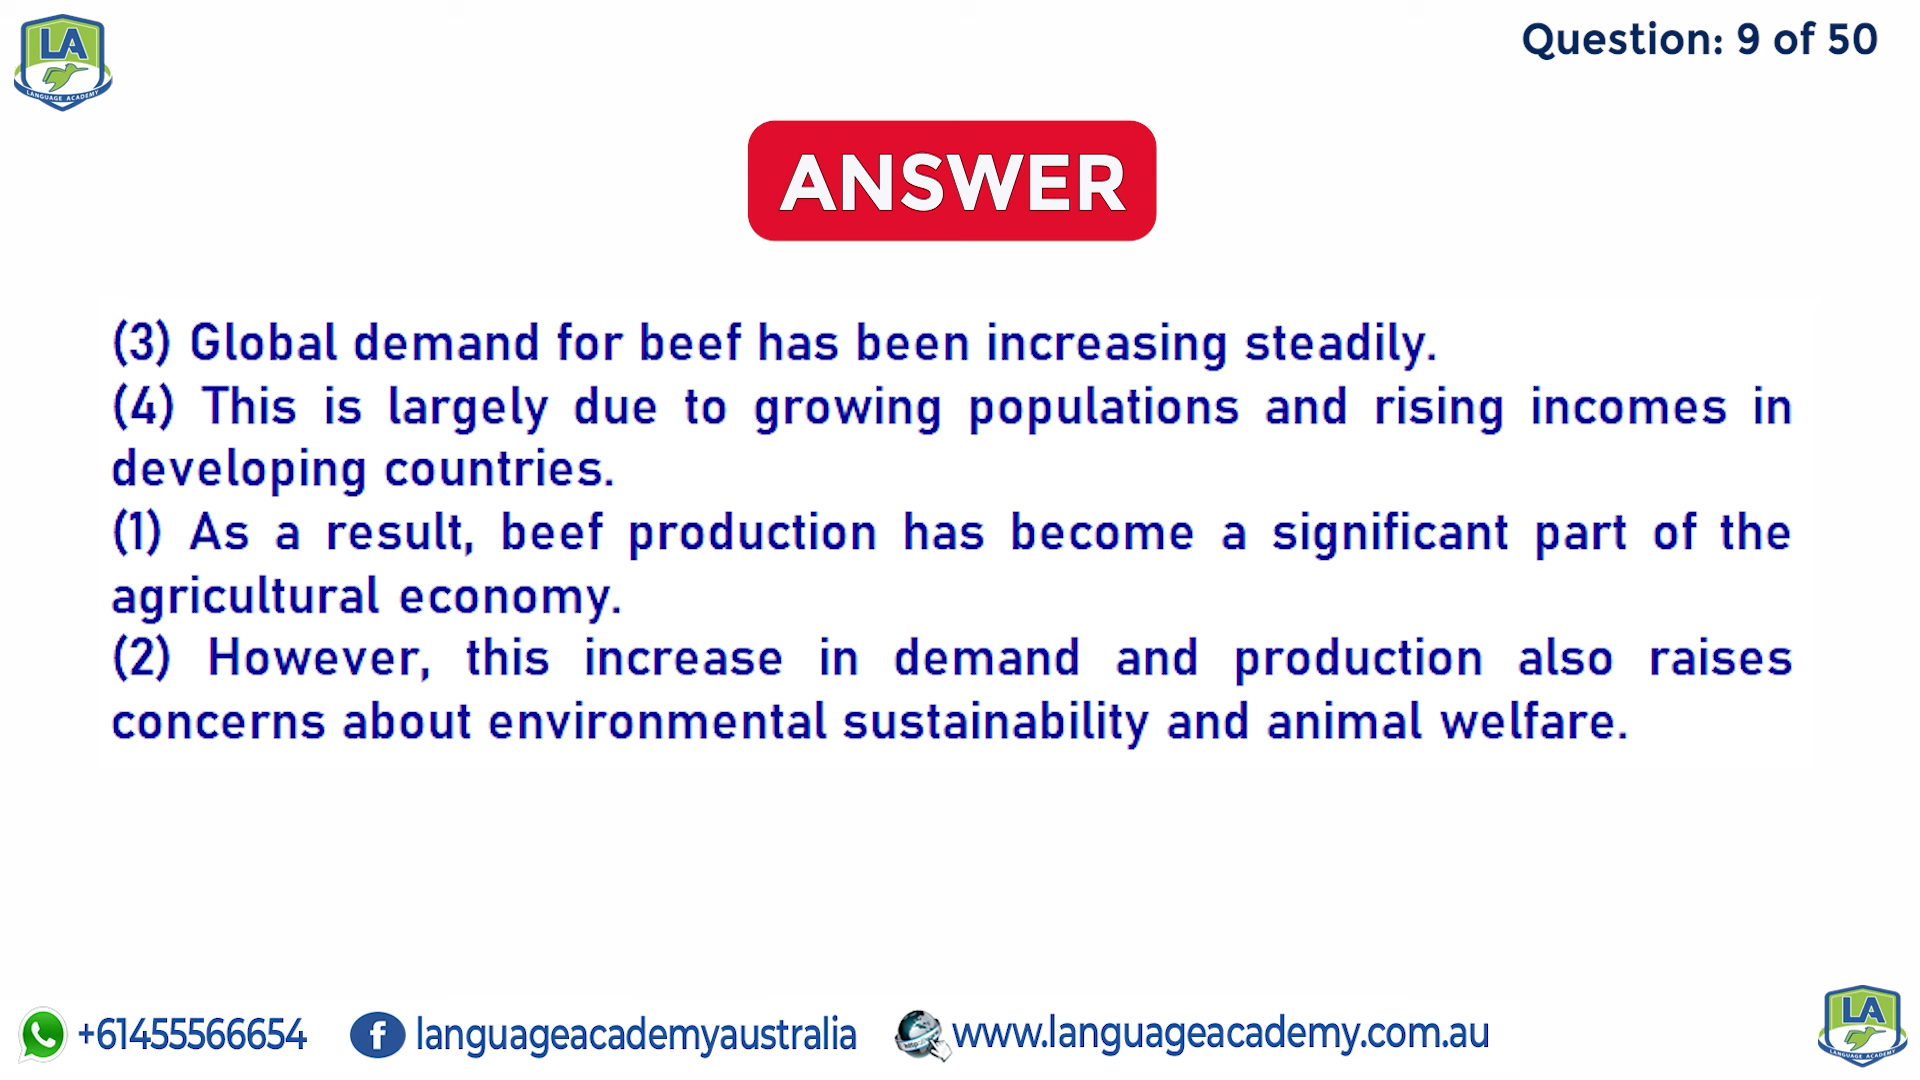 LA
LANGUAGE ACADEMY
Question: 9 of 50
ANSWER
(3) Global demand for beef has been increasing steadily.
(4) This is largely due to growing populations and rising incomes in
developing countries.
(1) As a result, beef production has become a significant part of the
agricultural economy.
(2) However, this increase in demand and production also raises
concerns about environmental sustainability and animal welfare.
+61455566654
f
languageacademyaustralia
www.languageacademy.com.au
LA
LANGUAGE ACADEMY